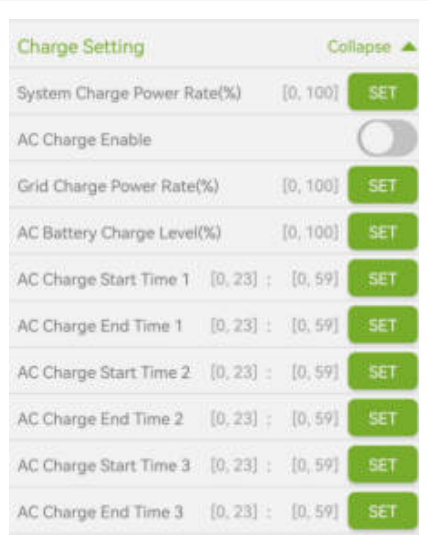 Charge Setting Collapse
System Charge Power Rate(%) [0, 100] SET
AC Charge Enable
Grid Charge Power Rate(%) [0, 100] SET
AC Battery Charge Level(%) [0, 100] SET
AC Charge Start Time 1 [0, 23] : [0, 59] SET
AC Charge End Time 1 [0, 23] : [0, 59] SET
AC Charge Start Time 2 [0, 23] : [0, 59] SET
AC Charge End Time 2 [0, 23] : [0, 59] SET
AC Charge Start Time 3 [0, 23] : [0, 59] SET
AC Charge End Time 3 [0, 23] : [0, 59] SET